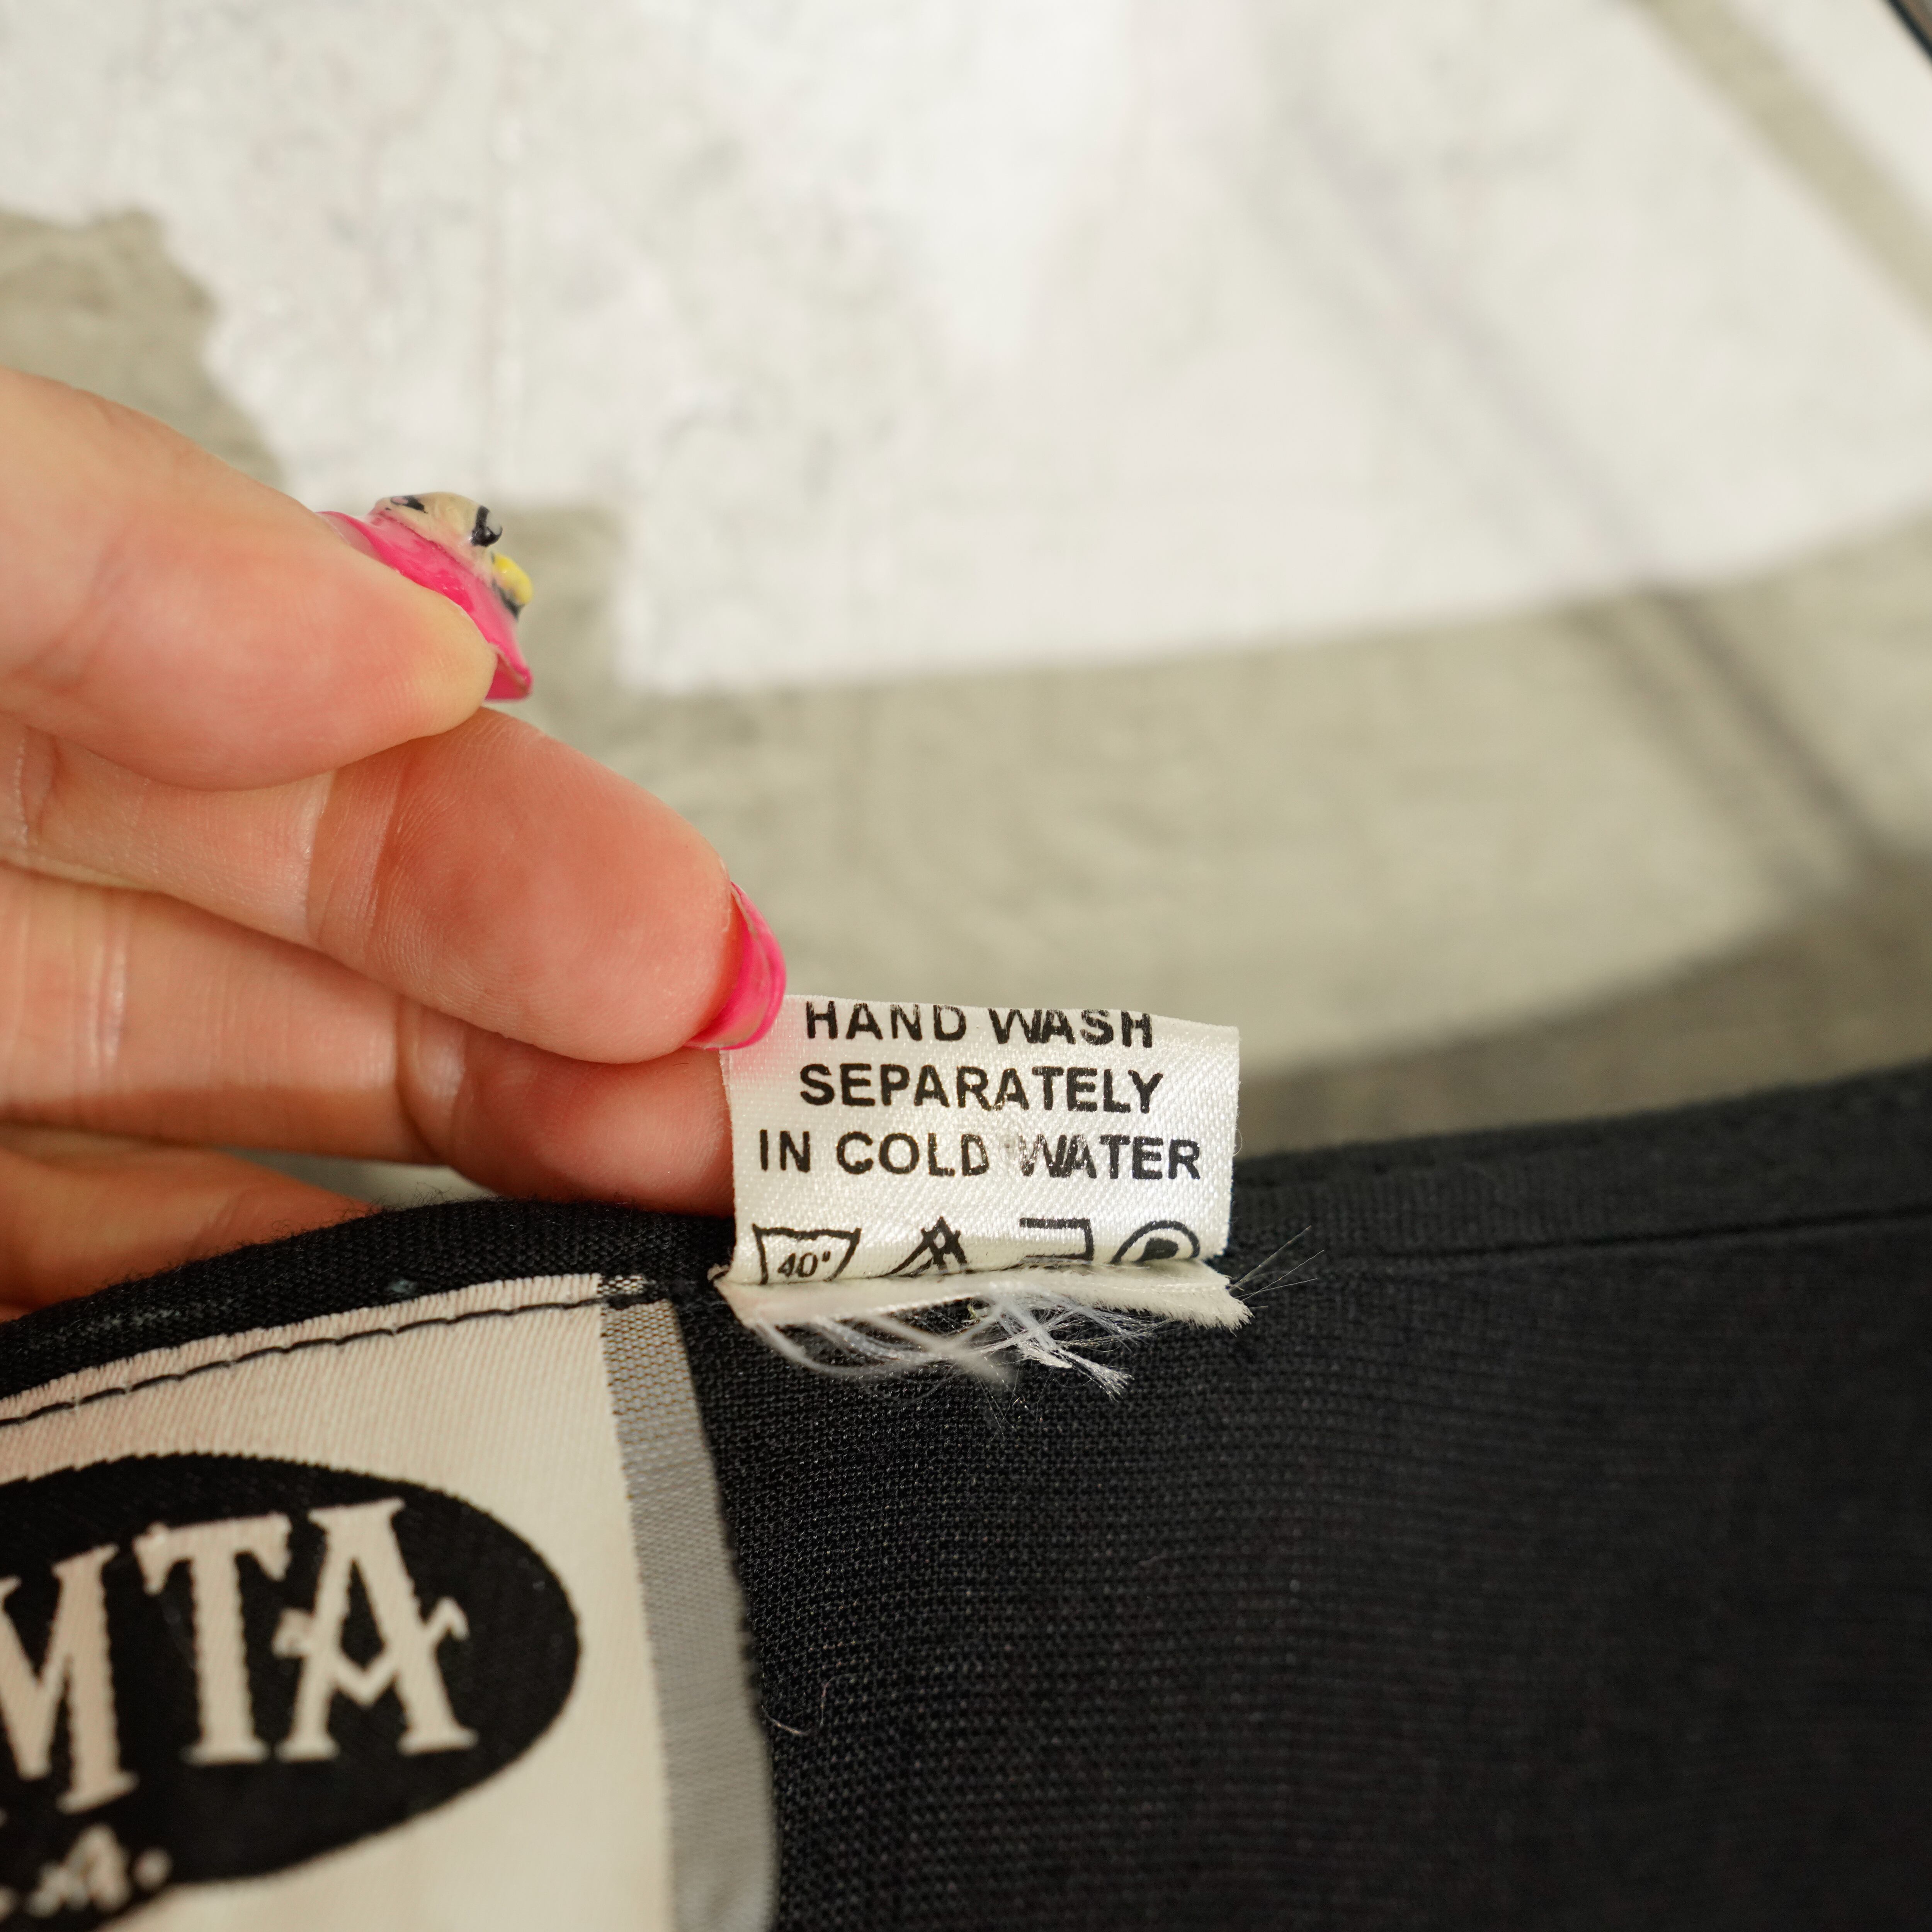 HAND WASH
SEPARATELY
IN COLD WATER
40°
P
MTA
.A.